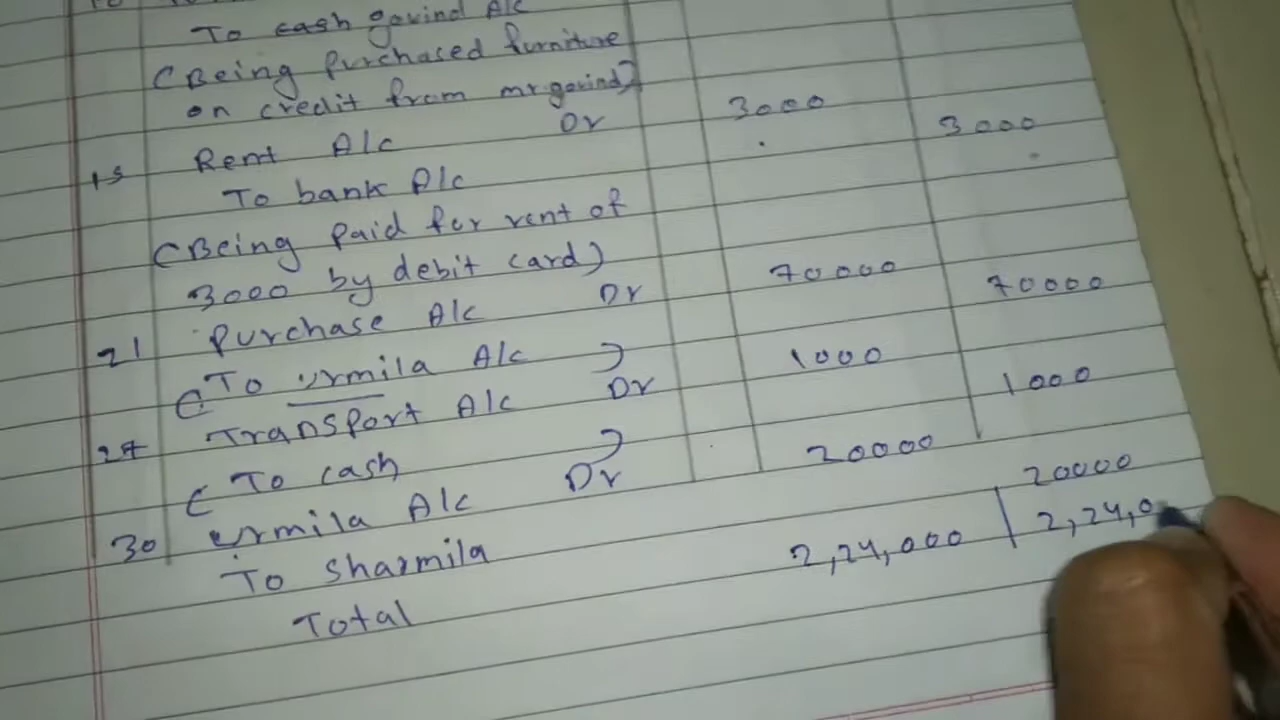 To cash govind A/c
(Being purchased furniture
on credit from mr govind)
15 Rent A/c Dr 3000
To bank A/c 3000
(Being Paid for rent of
3000 by debit card)
21 Purchase A/c Dr 70000
(To urmila A/c ) 70000
27 Transport A/c Dr 1000
(To cash ) 1000
30 urmila A/c Dr 20000
To Sharmila 20000
Total 2,24,000 2,24,0